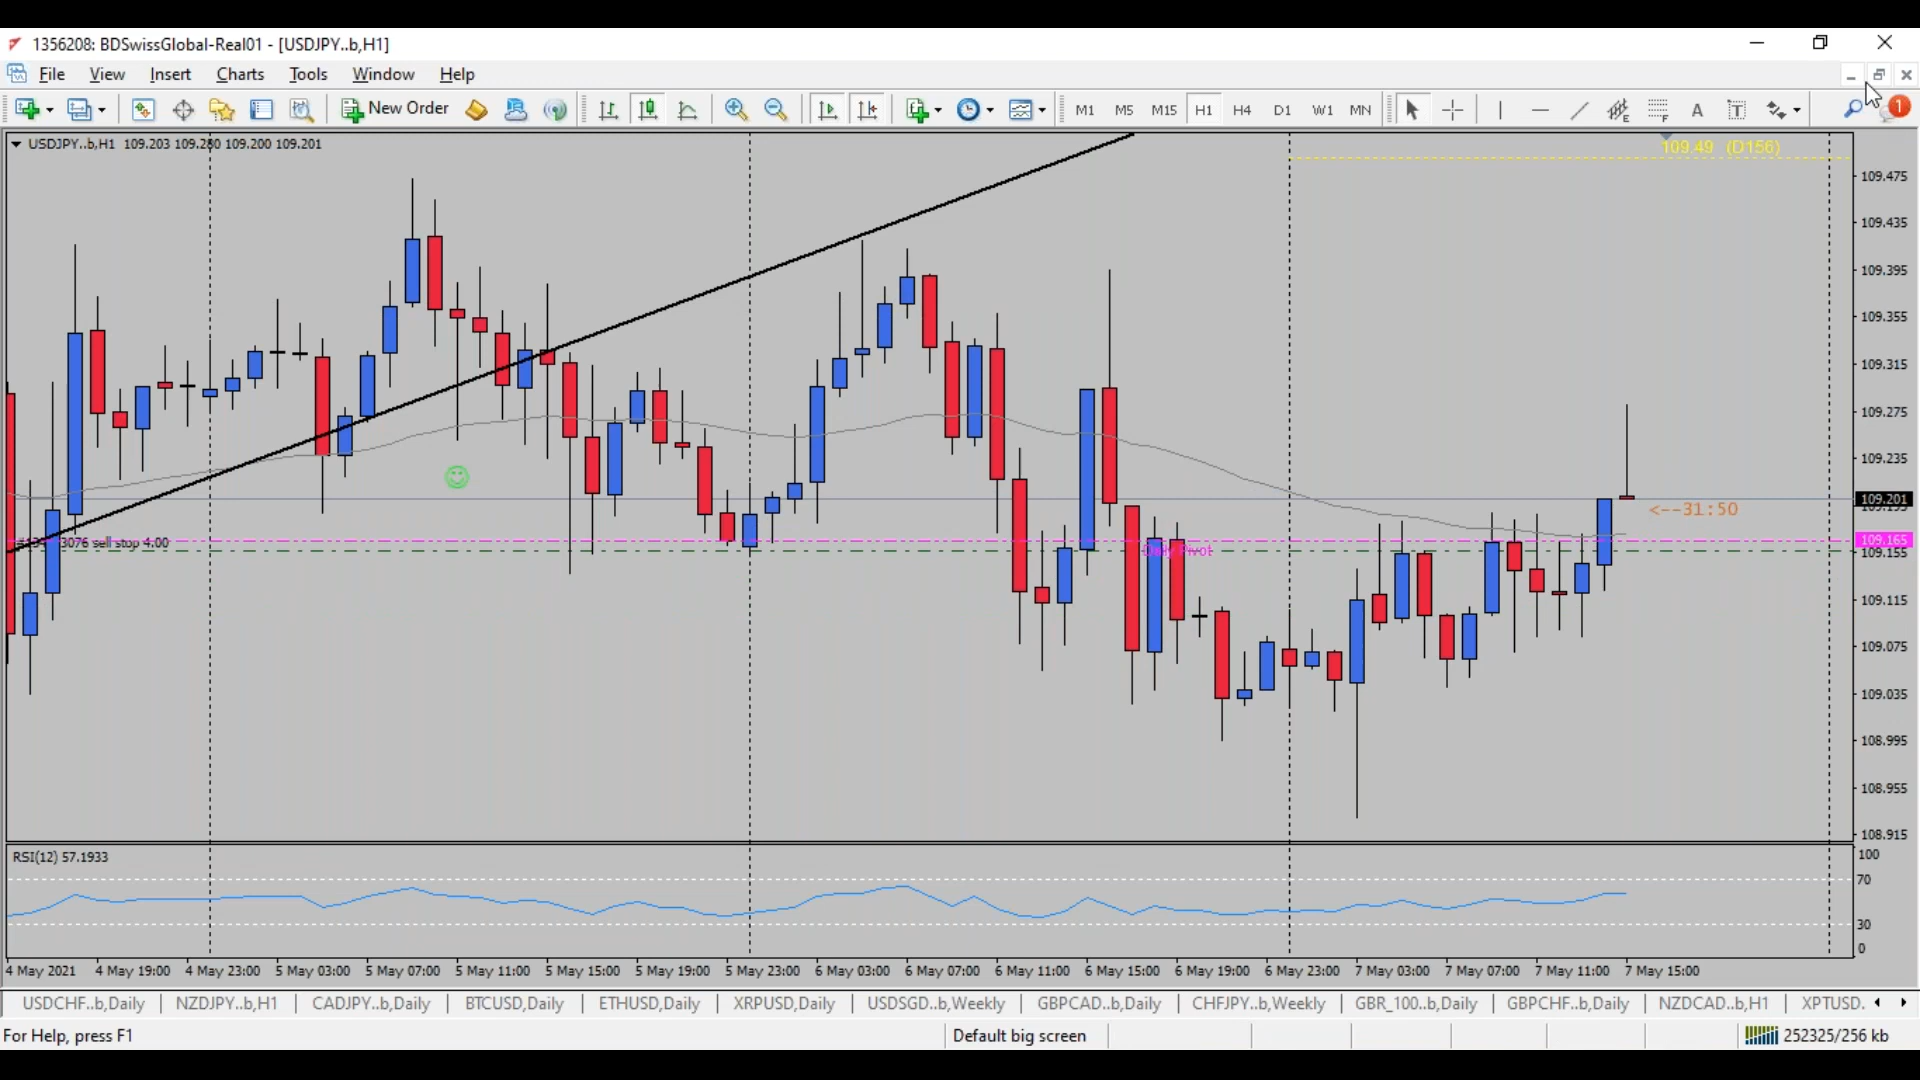 1356208: BDSwissGlobal-Real01 - [USDJPY..b,H1]
File View Insert Charts Tools Window Help
New Order M1 M5 M15 H1 H4 D1 W1 MN A T 1
USDJPY..b,H1 109.203 109.280 109.200 109.201
109.49 (D156)
109.475
109.435
109.395
109.355
109.315
109.275
109.235
109.201
<--31:50
sell stop 4.00
109.165
Daily Pivot
109.155
109.115
109.075
109.035
108.995
108.955
108.915
RSI(12) 57.1933
100
70
30
0
4 May 2021 4 May 19:00 4 May 23:00 5 May 03:00 5 May 07:00 5 May 11:00 5 May 15:00 5 May 19:00 5 May 23:00 6 May 03:00 6 May 07:00 6 May 11:00 6 May 15:00 6 May 19:00 6 May 23:00 7 May 03:00 7 May 07:00 7 May 11:00 7 May 15:00
USDCHF..b,Daily NZDJPY..b,H1 CADJPY..b,Daily BTCUSD,Daily ETHUSD,Daily XRPUSD,Daily USDSGD..b,Weekly GBPCAD..b,Daily CHFJPY..b,Weekly GBR_100..b,Daily GBPCHF..b,Daily NZDCAD..b,H1 XPTUSD.
For Help, press F1 Default big screen 252325/256 kb